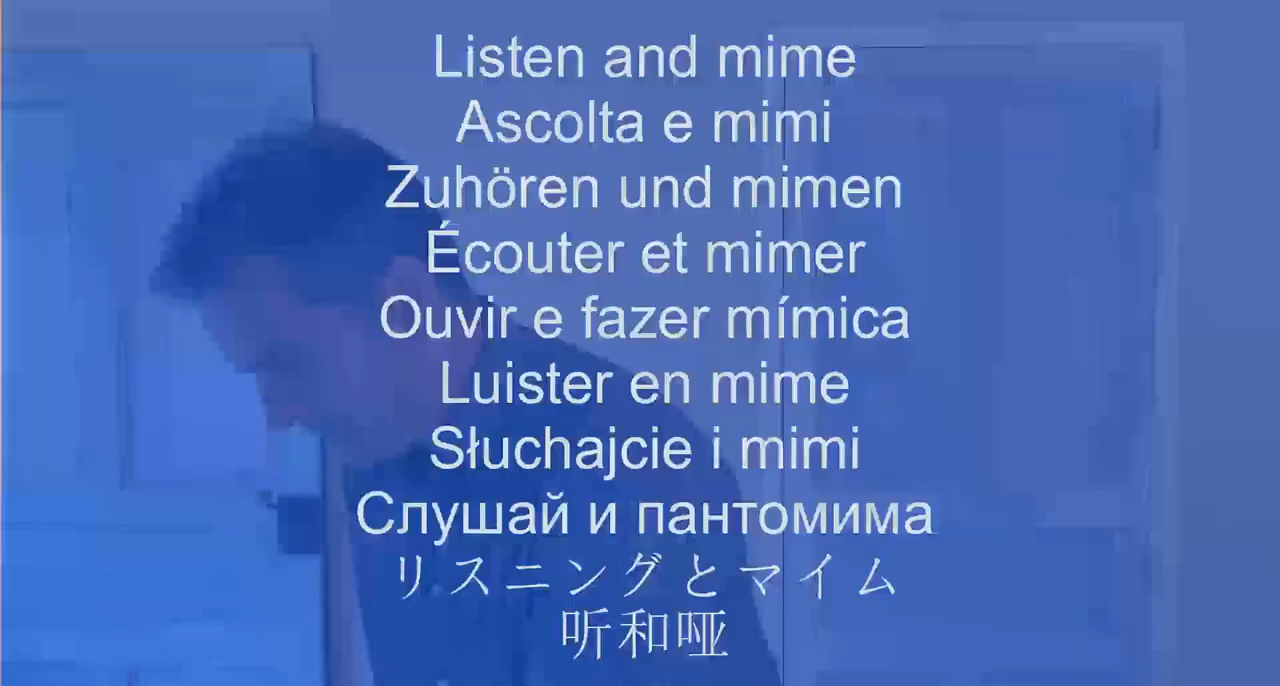 Listen and mime
Ascolta e mimi
Zuhören und mimen
Écouter et mimer
Ouvir e fazer mímica
Luister en mime
Słuchajcie i mimi
Слушай и пантомима
リスニングとマイム
听和哑